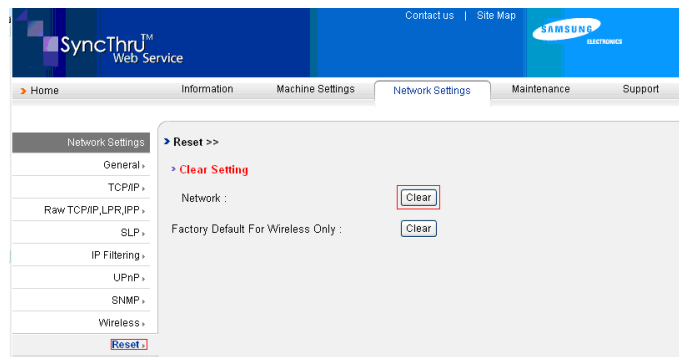 Contact us | Site Map
SAMSUNG
ELECTRONICS
SyncThru™
Web Service
> Home
Information Machine Settings Network Settings Maintenance Support
Network Settings
General
TCP/IP
Raw TCP/IP,LPR,IPP
SLP
IP Filtering
UPnP
SNMP
Wireless
Reset
> Reset >>
> Clear Setting
Network : Clear
Factory Default For Wireless Only : Clear